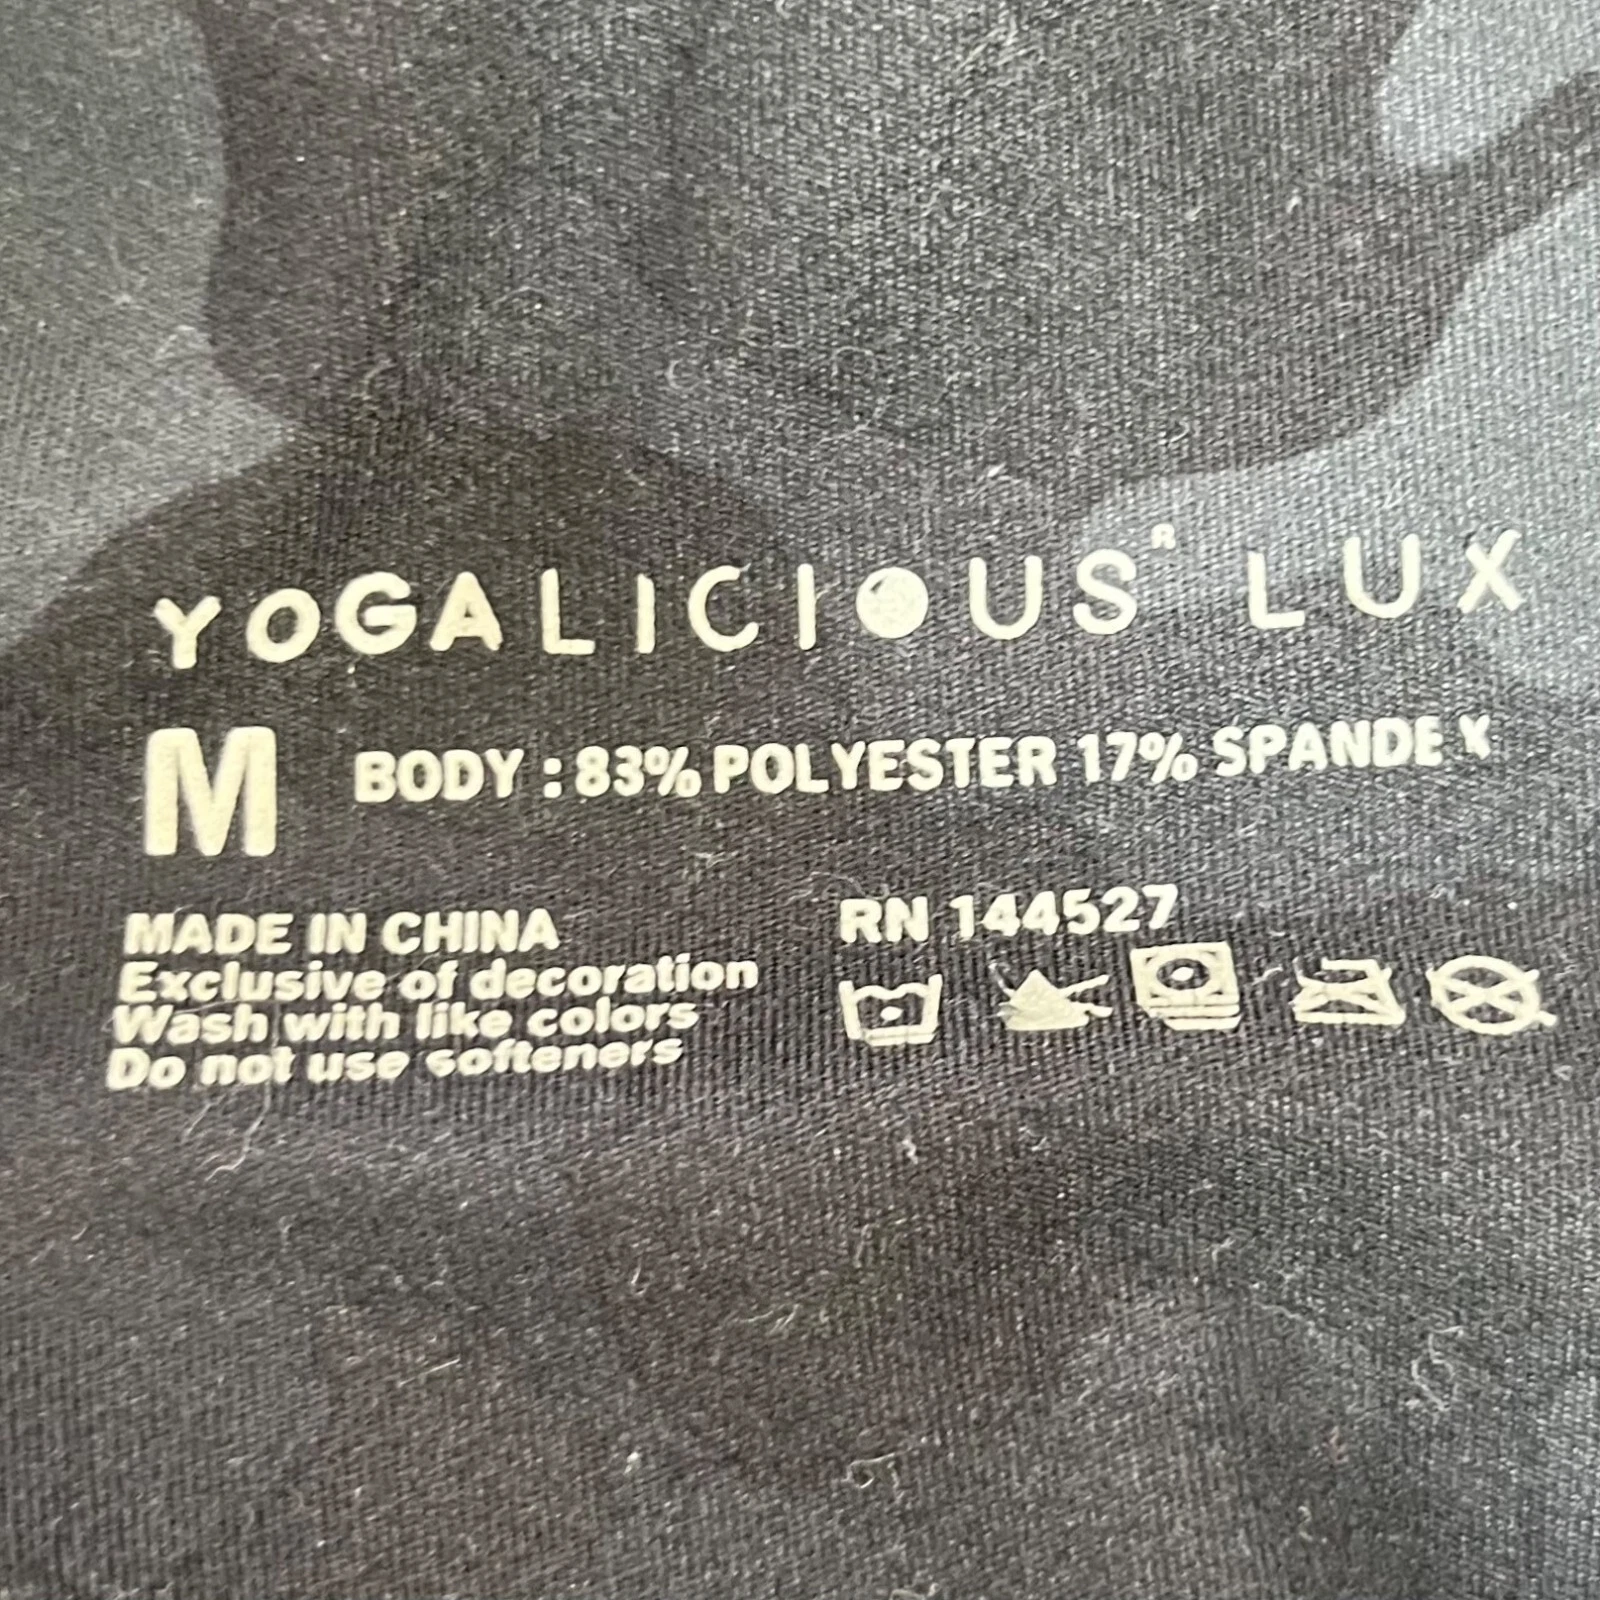 YOGALICIOUS® LUX
M BODY : 83% POLYESTER 17% SPANDEX
MADE IN CHINA
Exclusive of decoration
Wash with like colors
Do not use softeners
RN 144527